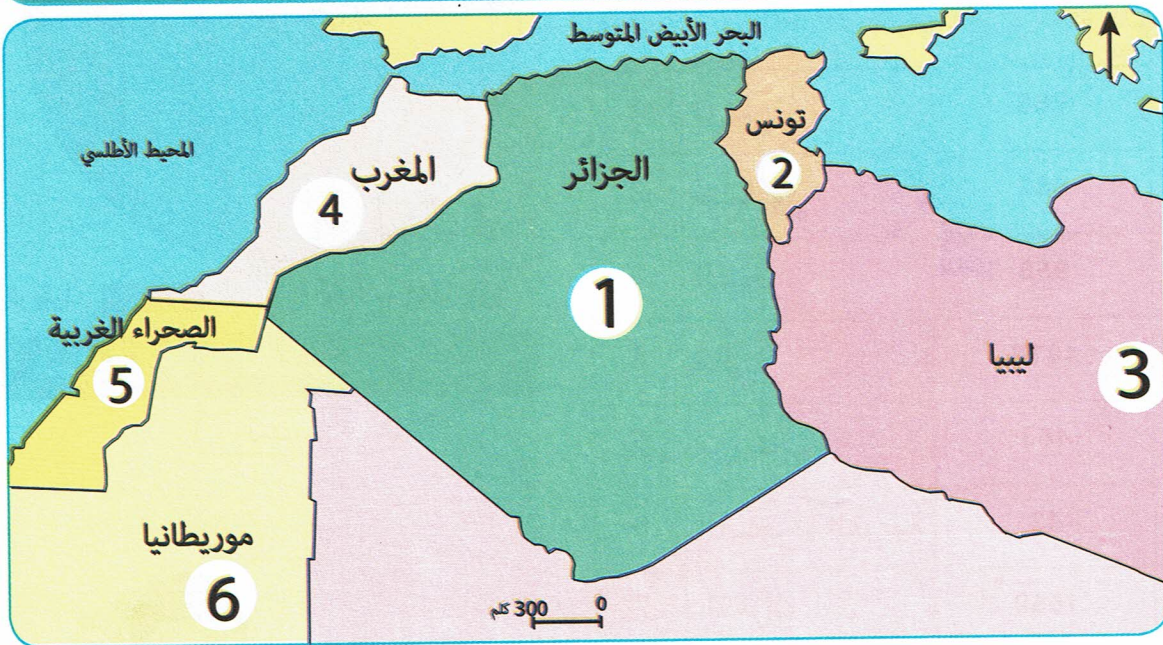 البحر الأبيض المتوسط
المحيط الأطلسي
تونس
2
الجزائر
المغرب
4
1
الصحراء الغربية
5
ليبيا
3
موريطانيا
6
0
300 كلم